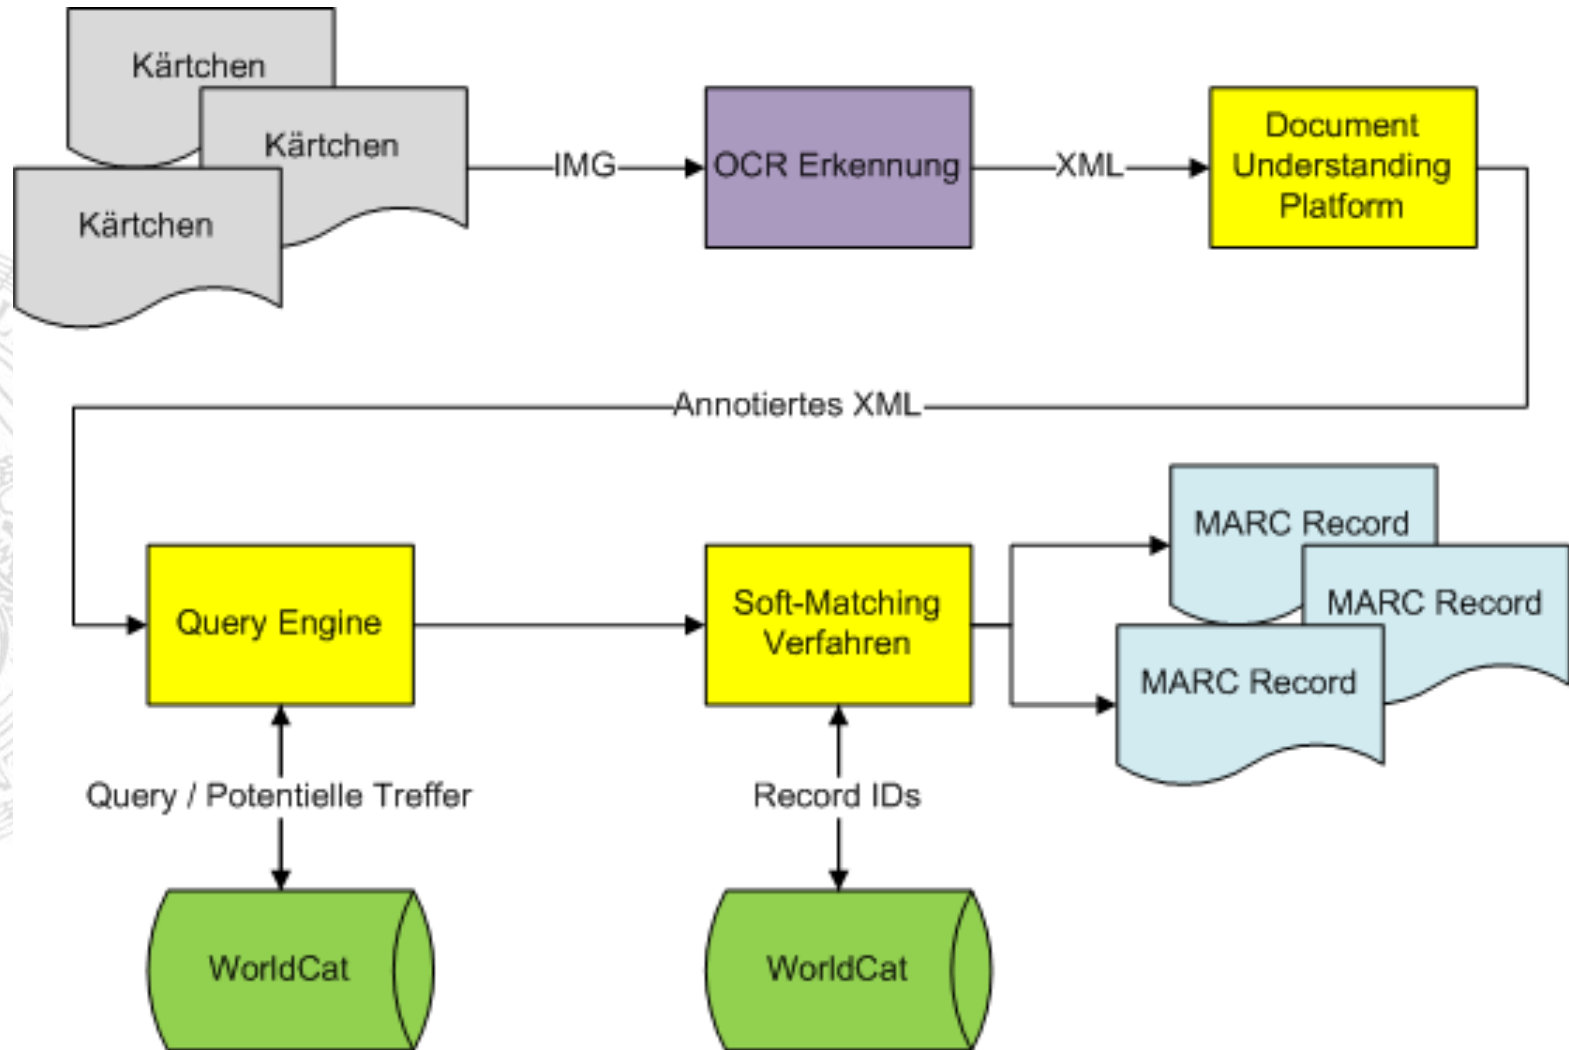 Kärtchen
Kärtchen
Kärtchen
IMG
OCR Erkennung
XML
Document
Understanding
Platform
Annotiertes XML
Query Engine
Soft-Matching
Verfahren
MARC Record
MARC Record
MARC Record
Query / Potentielle Treffer
Record IDs
WorldCat
WorldCat